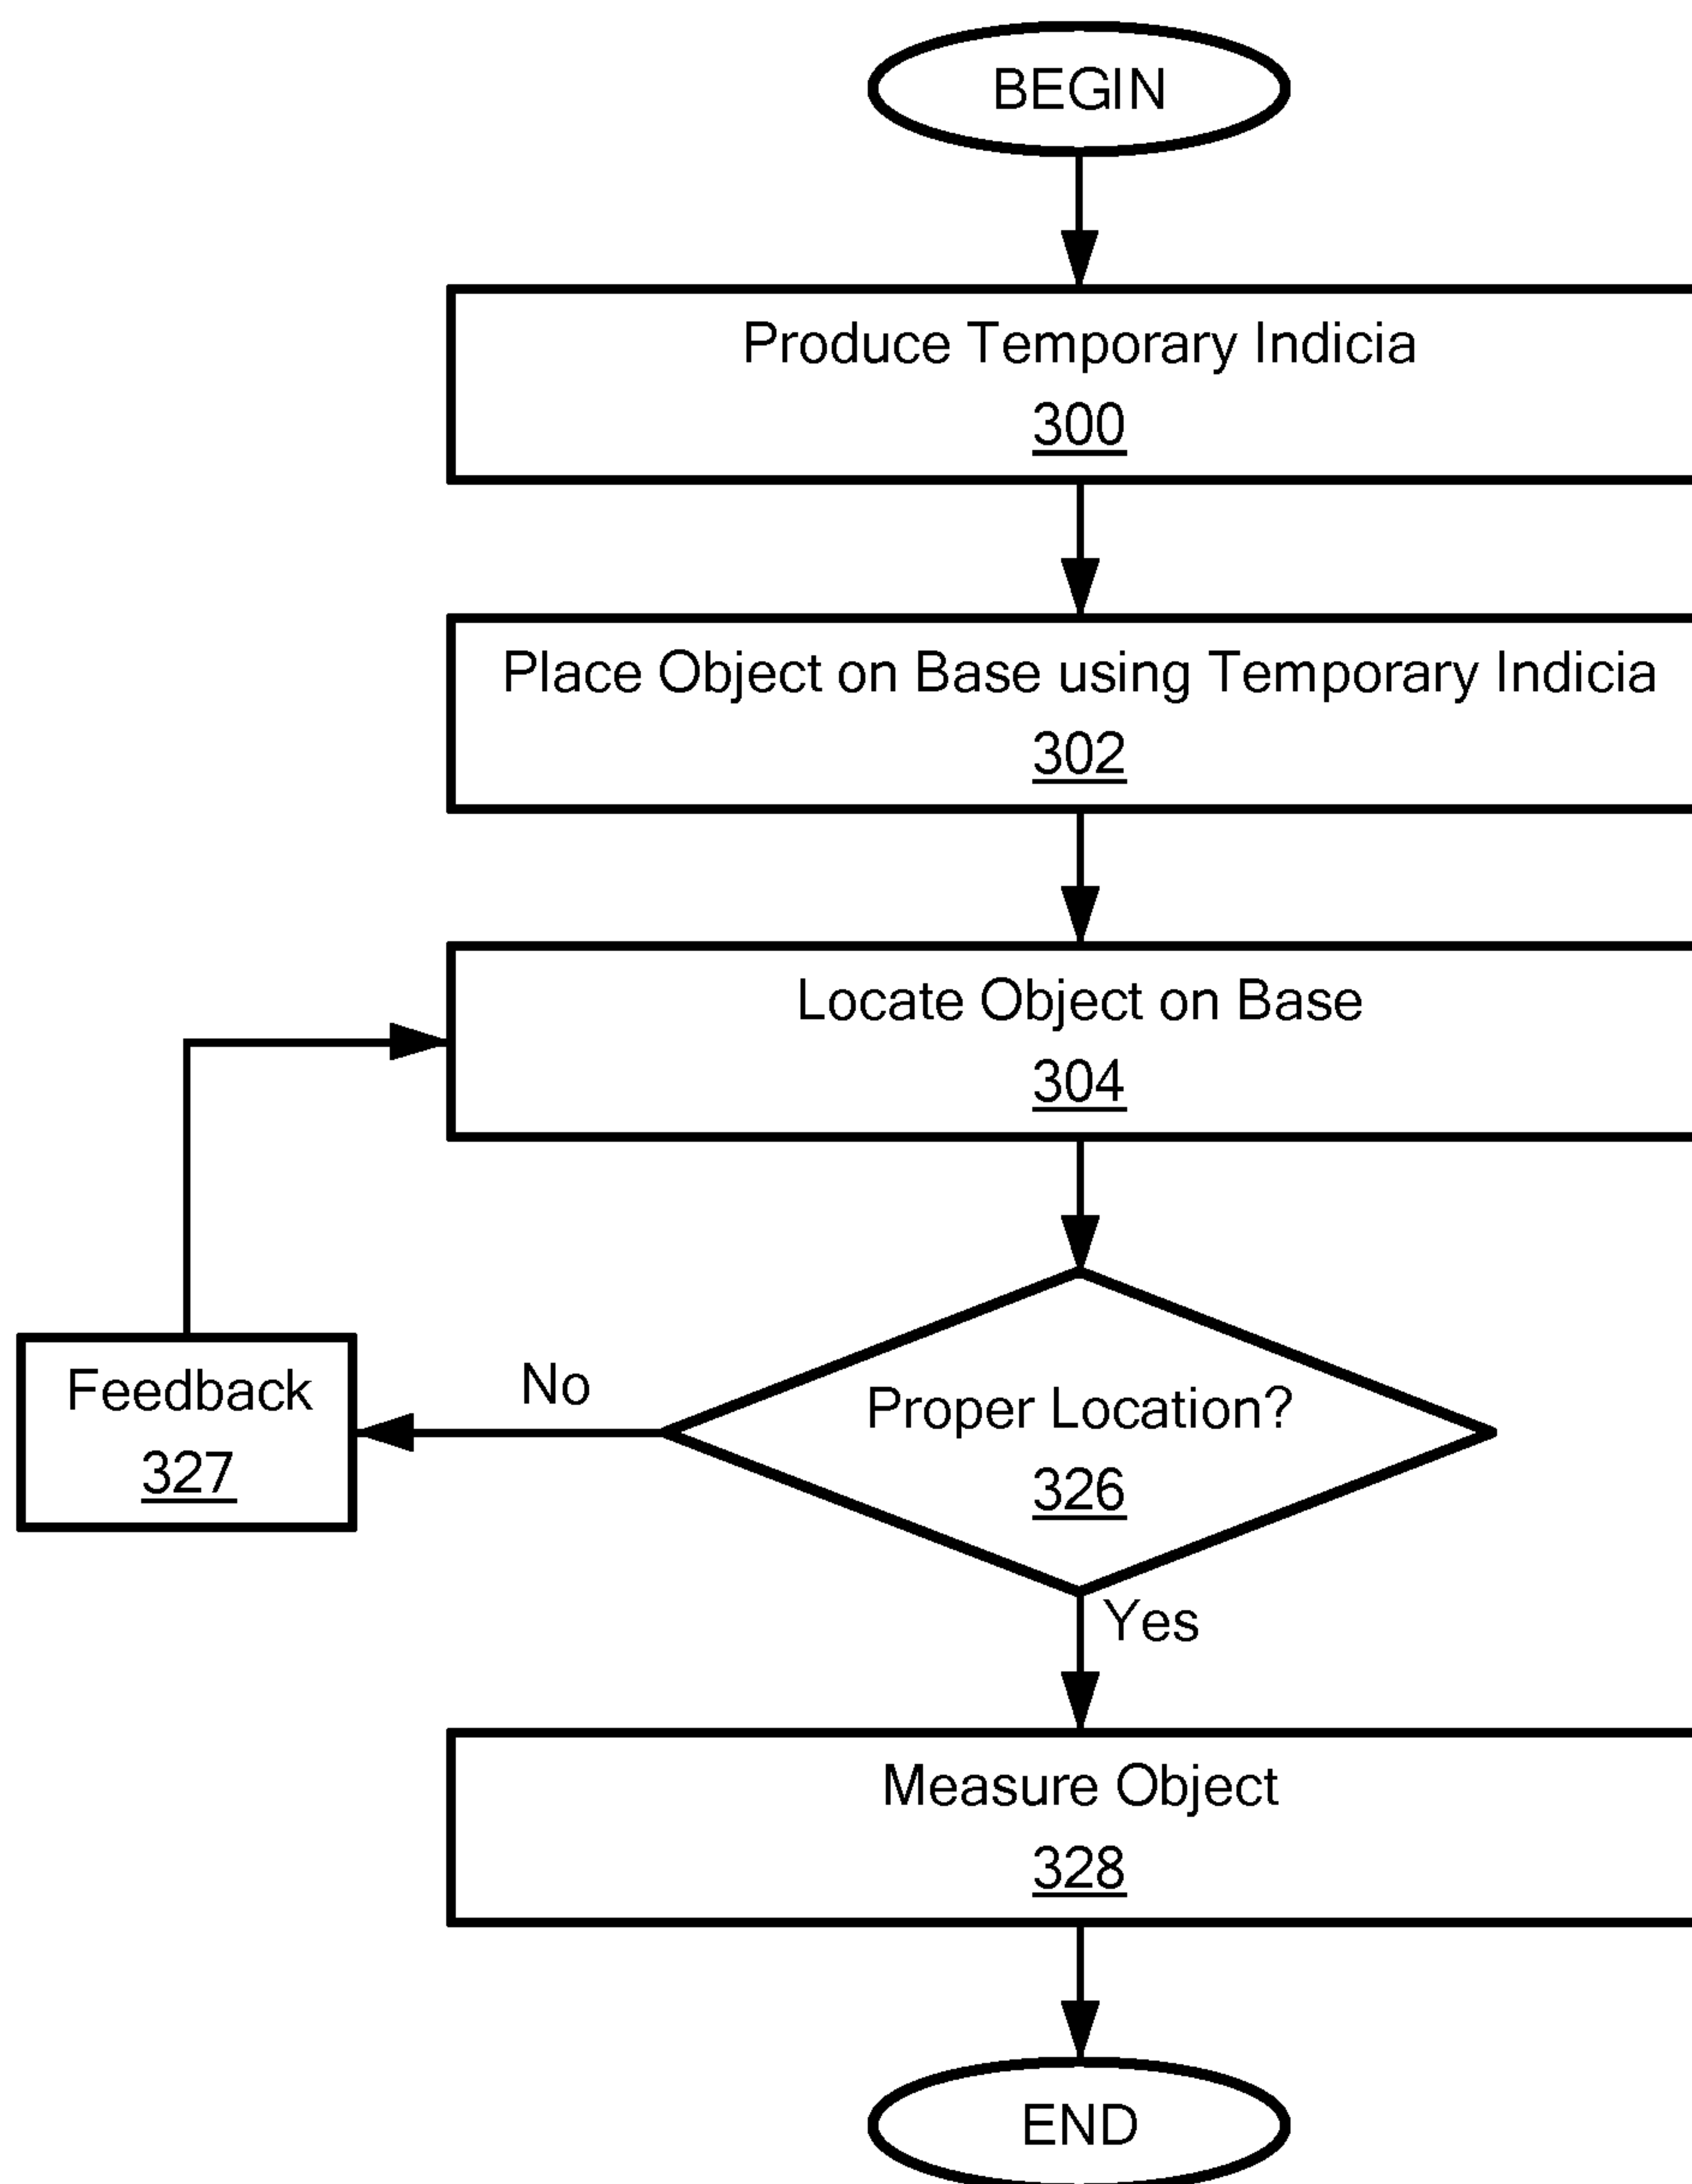 BEGIN
Produce Temporary Indicia
300
Place Object on Base using Temporary Indicia
302
Locate Object on Base
304
Feedback
327
No
Proper Location?
326
Yes
Measure Object
328
END